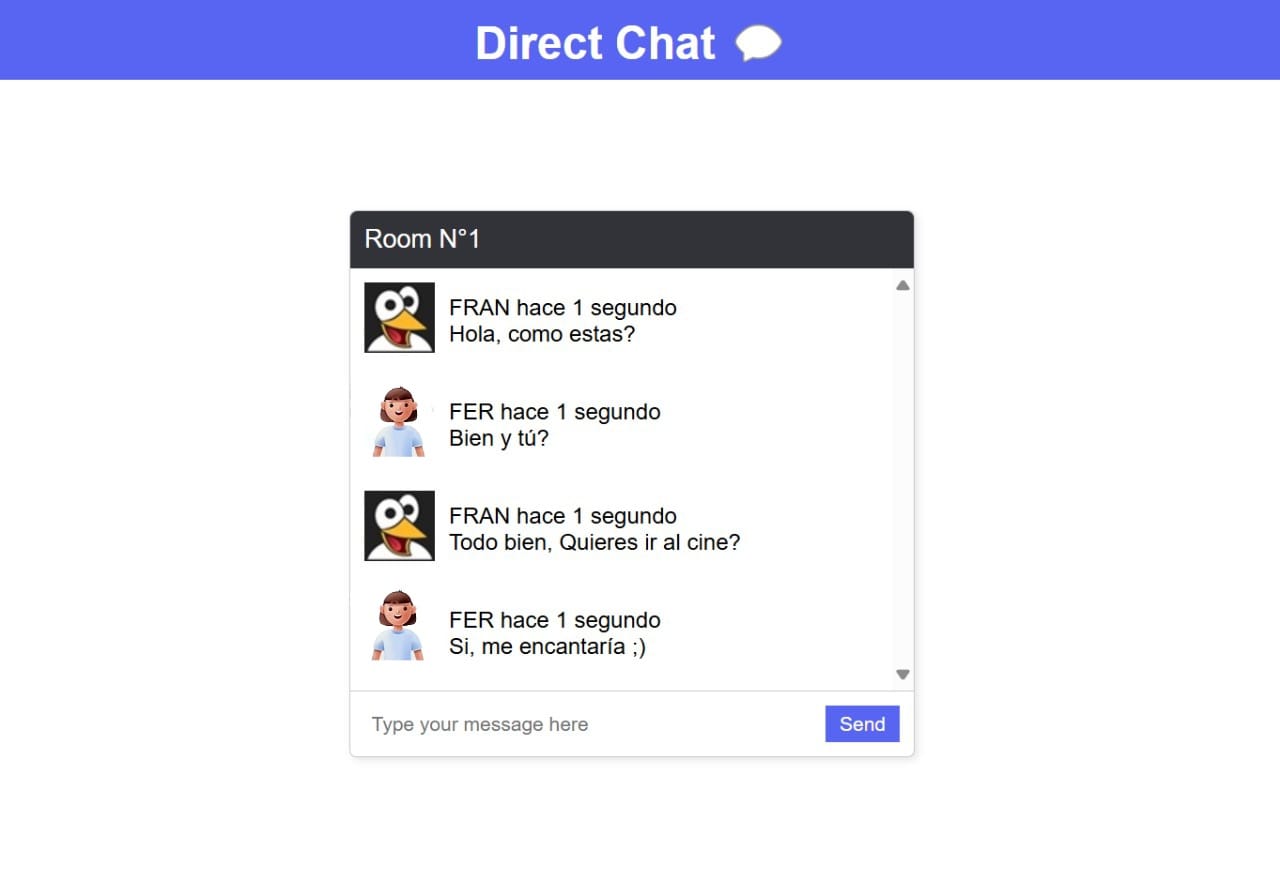 Direct Chat
Room N°1
FRAN hace 1 segundo
Hola, como estas?
FER hace 1 segundo
Bien y tú?
FRAN hace 1 segundo
Todo bien, Quieres ir al cine?
FER hace 1 segundo
Si, me encantaría ;)
Type your message here
Send